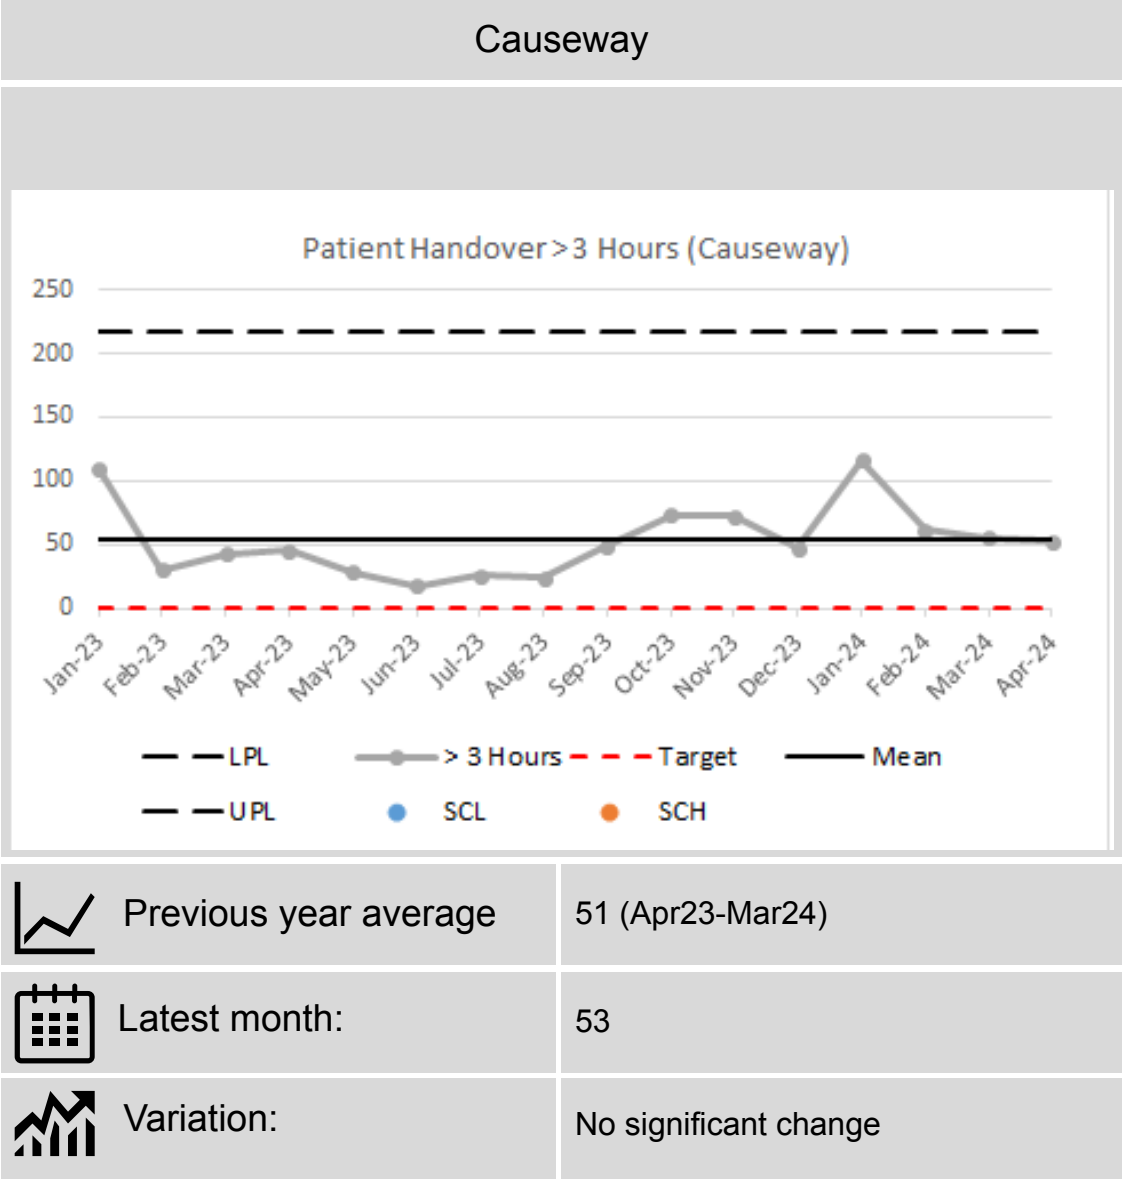 Causeway
Patient Handover >3 Hours (Causeway)
250
200
150
100
50
0
Jan-23 Feb-23 Mar-23 Apr-23 May-23 Jun-23 Jul-23 Aug-23 Sep-23 Oct-23 Nov-23 Dec-23 Jan-24 Feb-24 Mar-24 Apr-24
LPL > 3 Hours Target Mean
UPL SCL SCH
Previous year average 51 (Apr23-Mar24)
Latest month: 53
Variation: No significant change